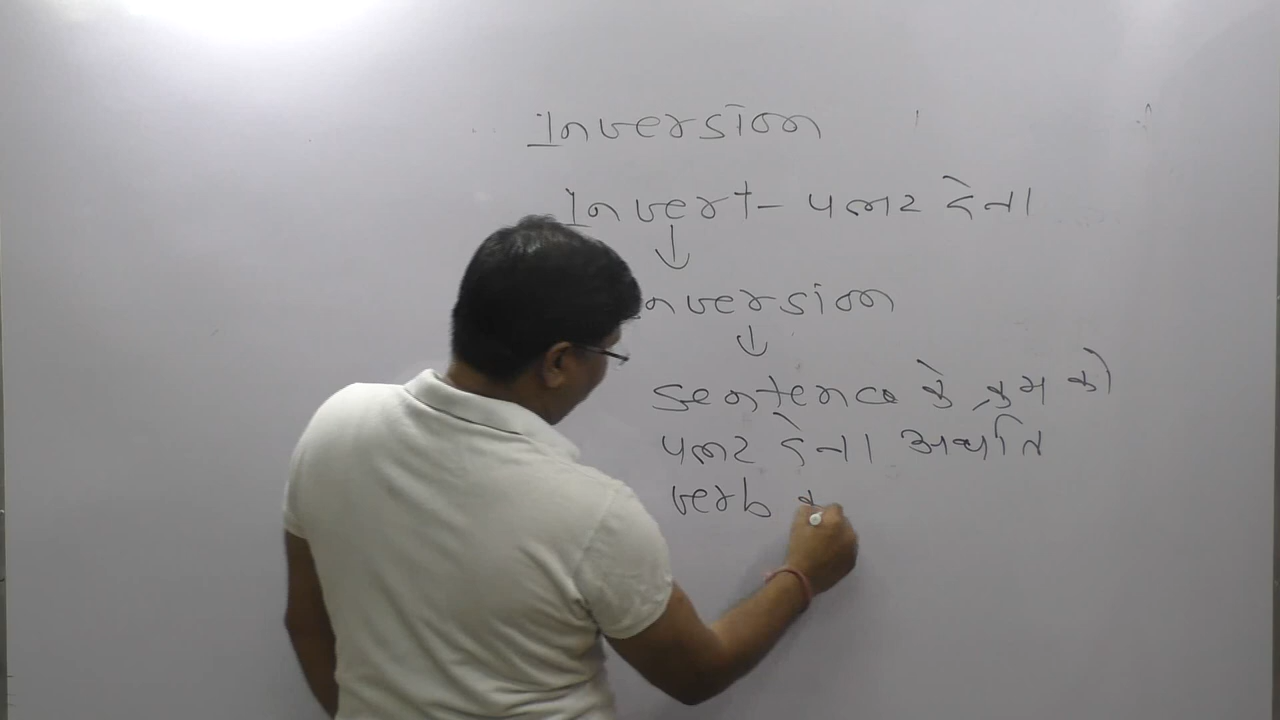 Inversion
Invert - पलट देना
nversion
sentence के क्रम को
पलट देना अर्थात
verb